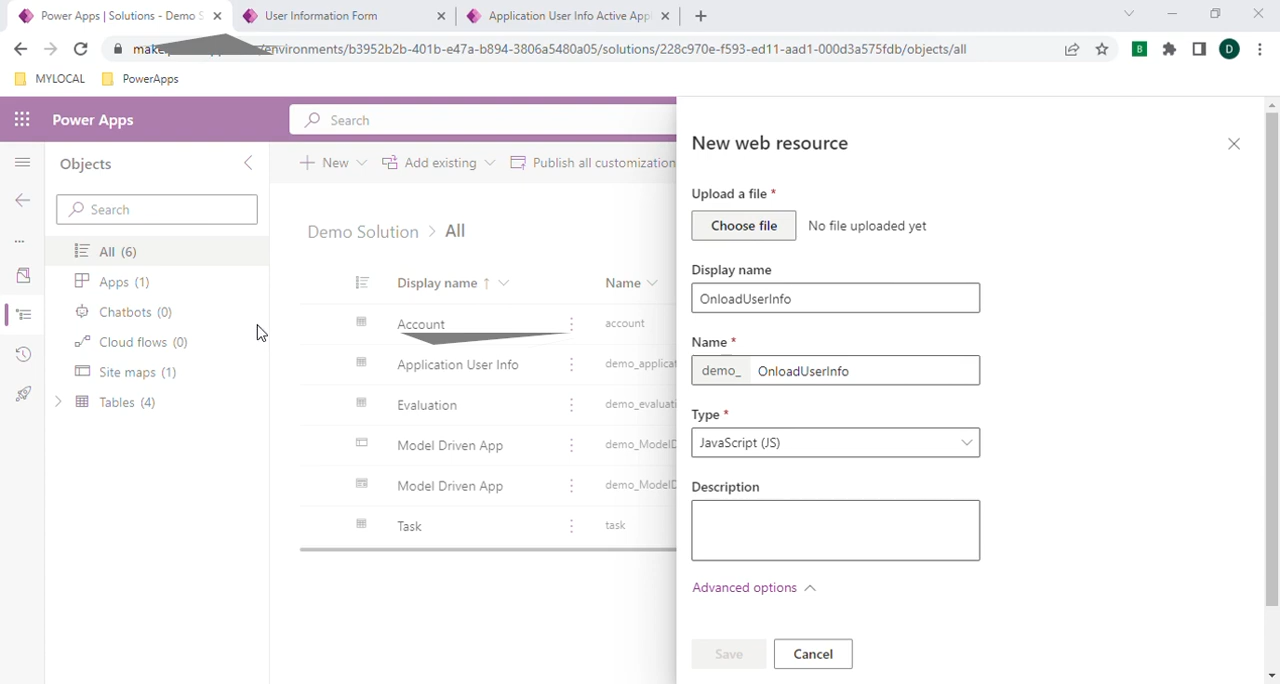 Power Apps | Solutions - Demo S
User Information Form
Application User Info Active App
/environments/b3952b2b-401b-e47a-b894-3806a5480a05/solutions/228c970e-f593-ed11-aad1-000d3a575fdb/objects/all
B
D
MYLOCAL
PowerApps
Power Apps
Search
New web resource
Objects
New
Add existing
Publish all customization
Upload a file *
Choose file
No file uploaded yet
Search
Demo Solution > All
All (6)
Apps (1)
Chatbots (0)
Cloud flows (0)
Site maps (1)
Tables (4)
Display name ↑
Name
Account
account
Application User Info
demo_applicat
Evaluation
demo_evaluati
Model Driven App
demo_ModelD
Model Driven App
demo_ModelD
Task
task
Display name
OnloadUserInfo
Name *
demo_ OnloadUserInfo
Type *
JavaScript (JS)
Description
Advanced options
Save
Cancel